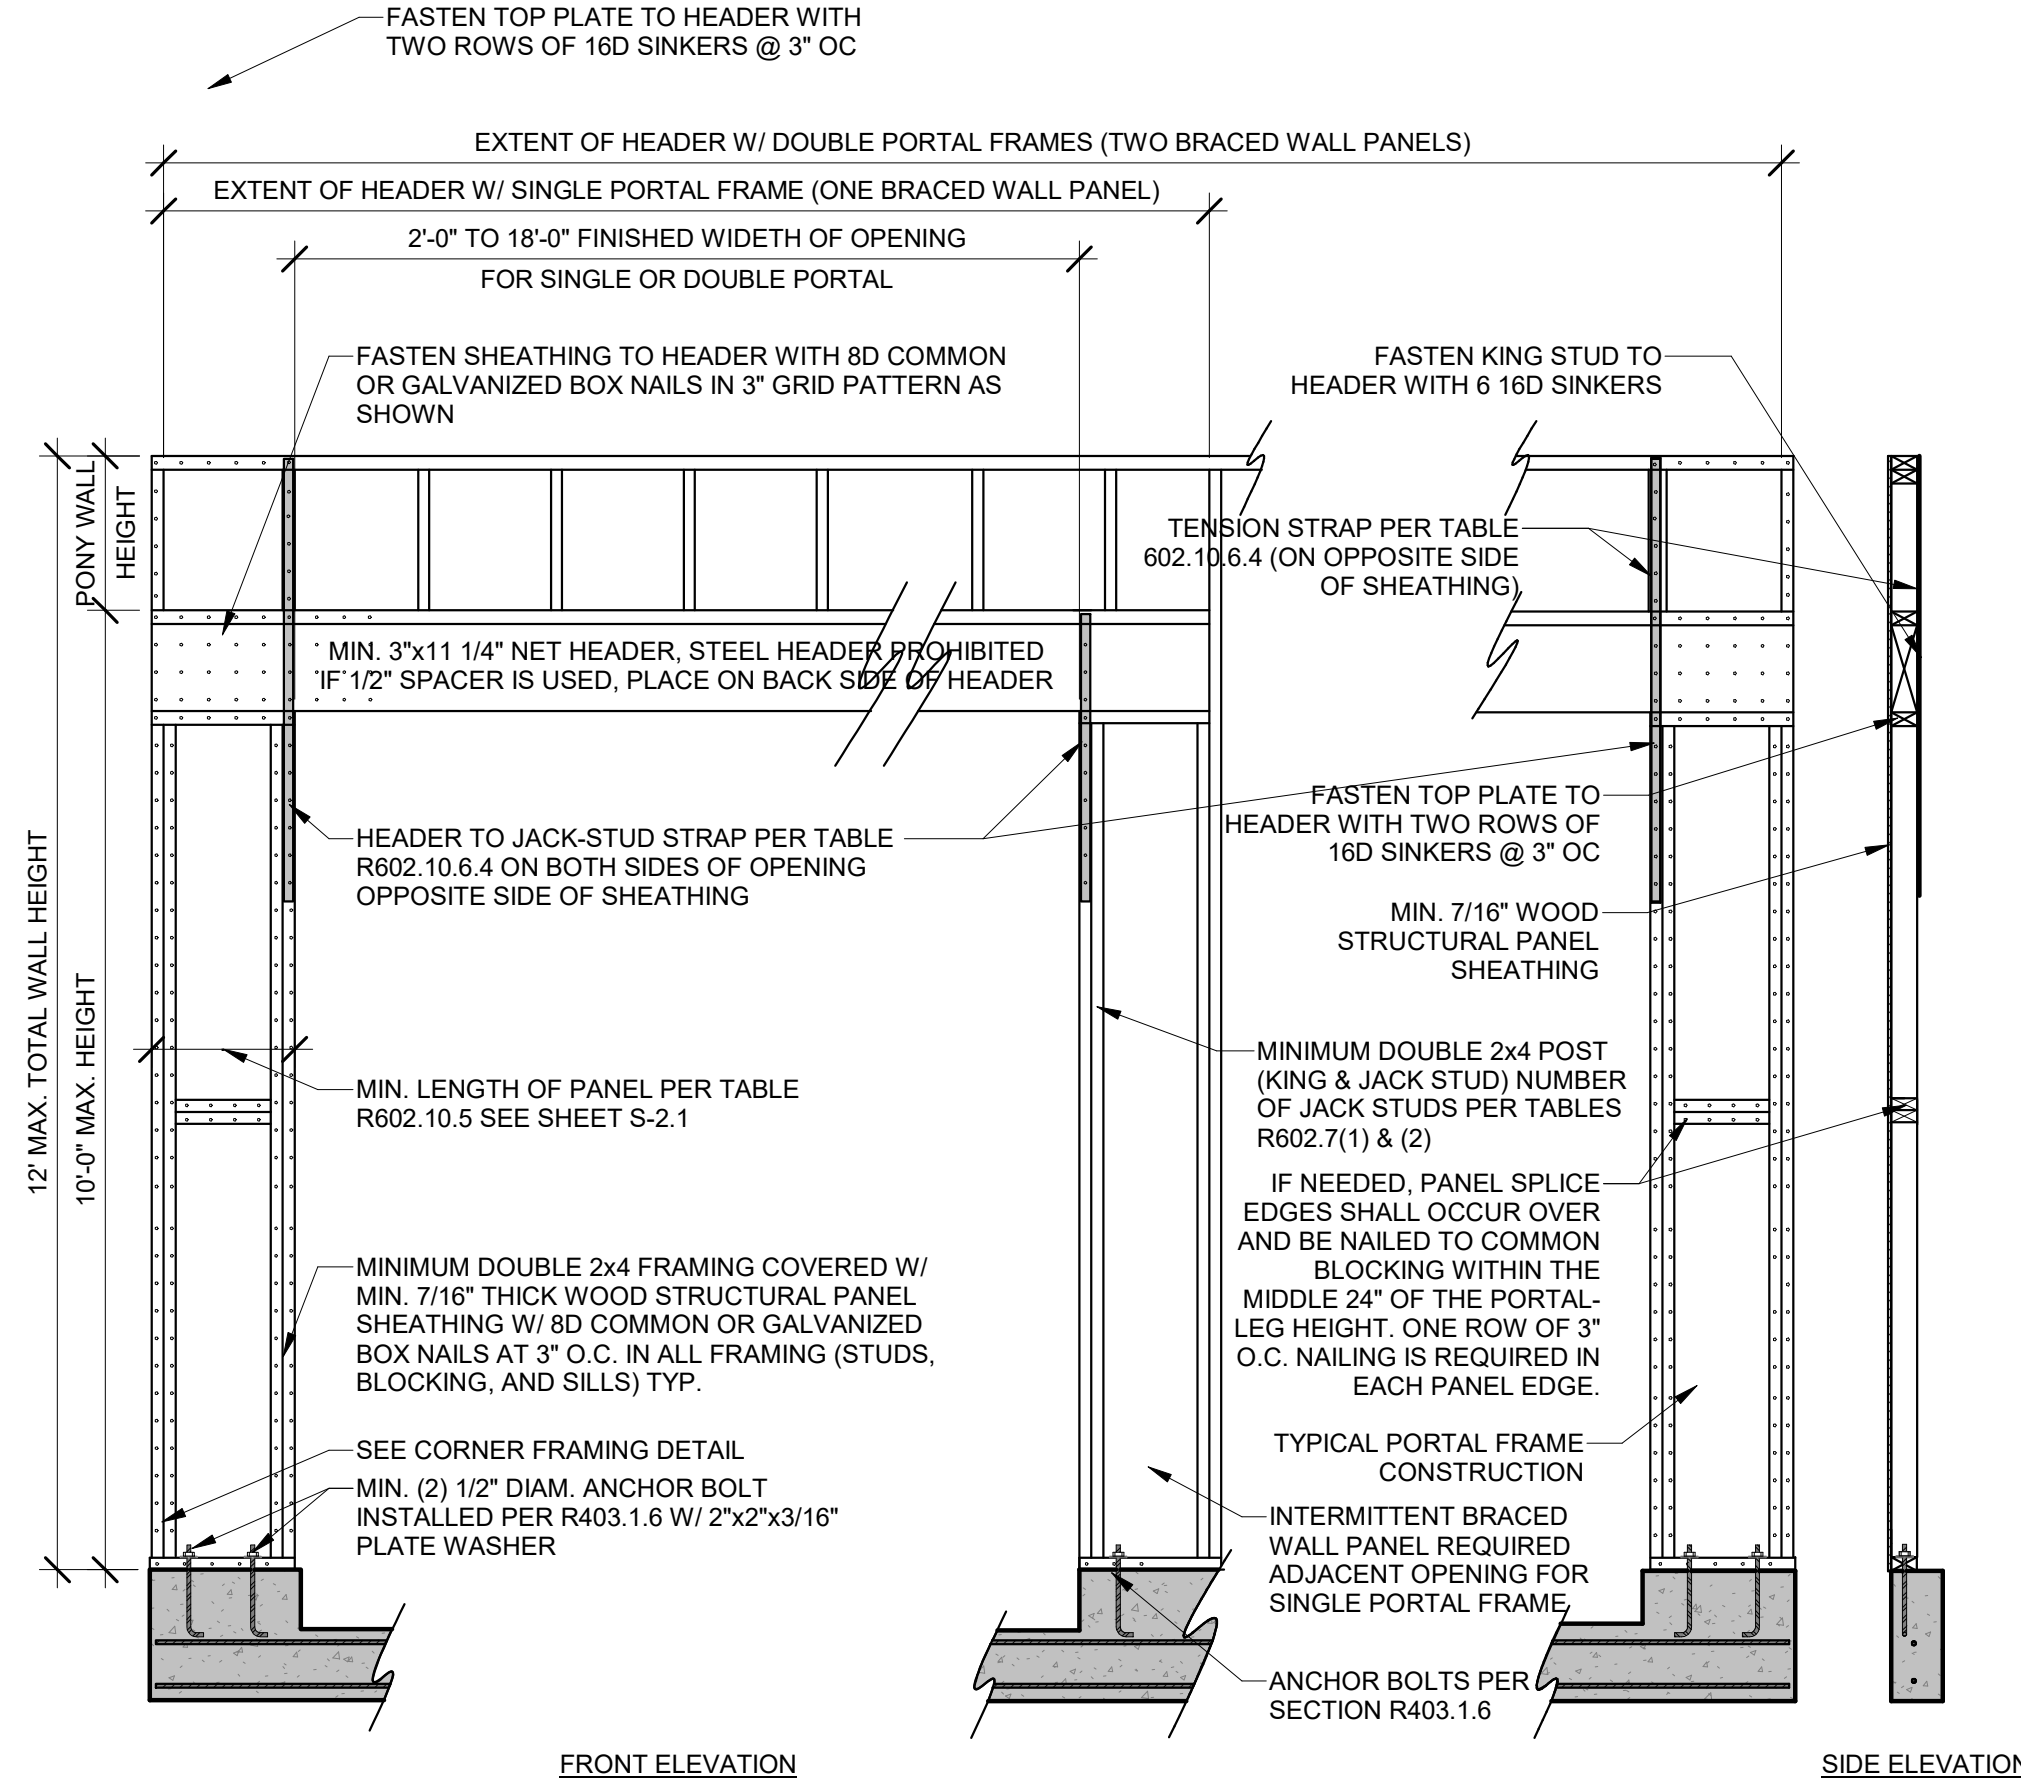 FASTEN TOP PLATE TO HEADER WITH
TWO ROWS OF 16D SINKERS @ 3" OC
EXTENT OF HEADER W/ DOUBLE PORTAL FRAMES (TWO BRACED WALL PANELS)
EXTENT OF HEADER W/ SINGLE PORTAL FRAME (ONE BRACED WALL PANEL)
2'-0" TO 18'-0" FINISHED WIDETH OF OPENING
FOR SINGLE OR DOUBLE PORTAL
FASTEN SHEATHING TO HEADER WITH 8D COMMON
OR GALVANIZED BOX NAILS IN 3" GRID PATTERN AS
SHOWN
FASTEN KING STUD TO
HEADER WITH 6 16D SINKERS
PONY WALL
HEIGHT
TENSION STRAP PER TABLE
602.10.6.4 (ON OPPOSITE SIDE
OF SHEATHING)
MIN. 3"x11 1/4" NET HEADER, STEEL HEADER PROHIBITED
IF 1/2" SPACER IS USED, PLACE ON BACK SIDE OF HEADER
HEADER TO JACK-STUD STRAP PER TABLE
R602.10.6.4 ON BOTH SIDES OF OPENING
OPPOSITE SIDE OF SHEATHING
FASTEN TOP PLATE TO
HEADER WITH TWO ROWS OF
16D SINKERS @ 3" OC
MIN. 7/16" WOOD
STRUCTURAL PANEL
SHEATHING
12' MAX. TOTAL WALL HEIGHT
10'-0" MAX. HEIGHT
MIN. LENGTH OF PANEL PER TABLE
R602.10.5 SEE SHEET S-2.1
MINIMUM DOUBLE 2x4 POST
(KING & JACK STUD) NUMBER
OF JACK STUDS PER TABLES
R602.7(1) & (2)
IF NEEDED, PANEL SPLICE
EDGES SHALL OCCUR OVER
AND BE NAILED TO COMMON
BLOCKING WITHIN THE
MIDDLE 24" OF THE PORTAL-
LEG HEIGHT. ONE ROW OF 3"
O.C. NAILING IS REQUIRED IN
EACH PANEL EDGE.
MINIMUM DOUBLE 2x4 FRAMING COVERED W/
MIN. 7/16" THICK WOOD STRUCTURAL PANEL
SHEATHING W/ 8D COMMON OR GALVANIZED
BOX NAILS AT 3" O.C. IN ALL FRAMING (STUDS,
BLOCKING, AND SILLS) TYP.
SEE CORNER FRAMING DETAIL
MIN. (2) 1/2" DIAM. ANCHOR BOLT
INSTALLED PER R403.1.6 W/ 2"x2"x3/16"
PLATE WASHER
TYPICAL PORTAL FRAME
CONSTRUCTION
INTERMITTENT BRACED
WALL PANEL REQUIRED
ADJACENT OPENING FOR
SINGLE PORTAL FRAME
ANCHOR BOLTS PER
SECTION R403.1.6
FRONT ELEVATION
SIDE ELEVATION